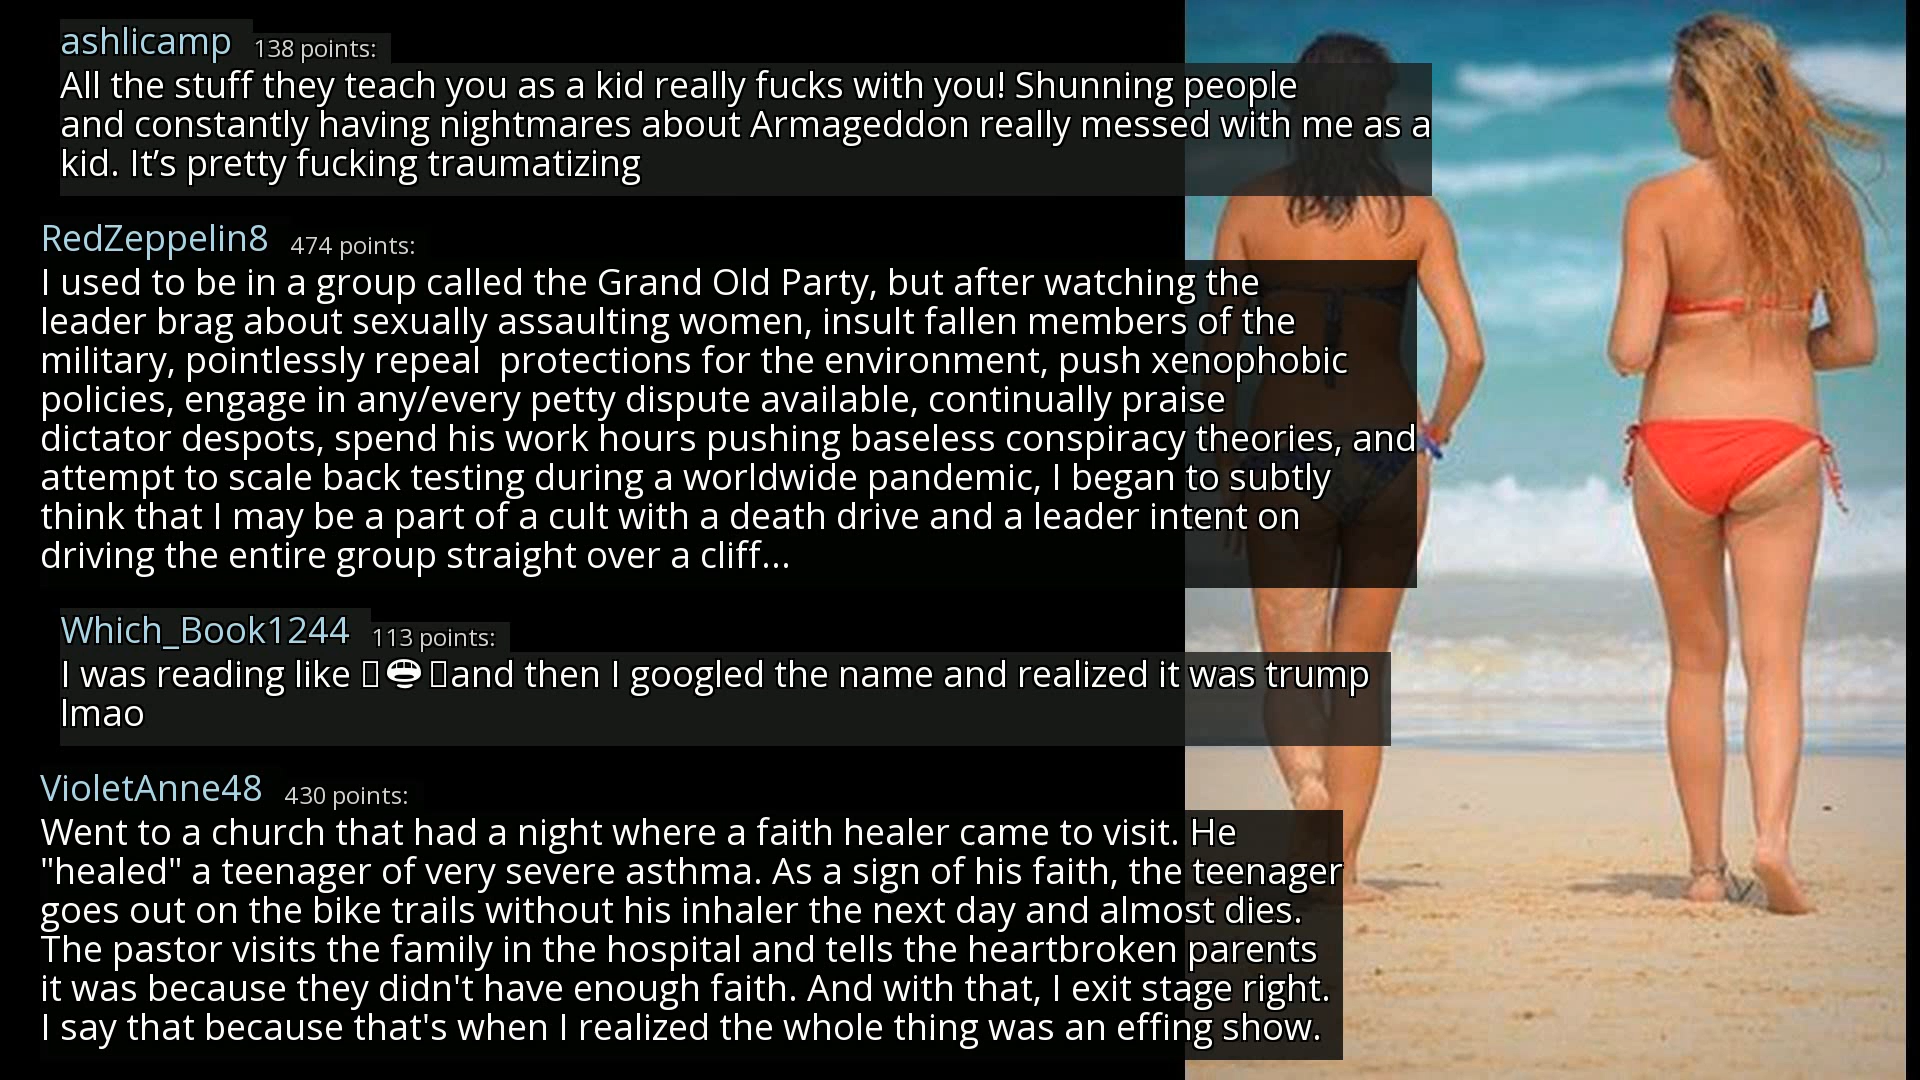 ashlicamp 138 points:
All the stuff they teach you as a kid really fucks with you! Shunning people
and constantly having nightmares about Armageddon really messed with me as a
kid. It’s pretty fucking traumatizing
RedZeppelin8 474 points:
I used to be in a group called the Grand Old Party, but after watching the
leader brag about sexually assaulting women, insult fallen members of the
military, pointlessly repeal  protections for the environment, push xenophobic
policies, engage in any/every petty dispute available, continually praise
dictator despots, spend his work hours pushing baseless conspiracy theories, and
attempt to scale back testing during a worldwide pandemic, I began to subtly
think that I may be a part of a cult with a death drive and a leader intent on
driving the entire group straight over a cliff...
Which_Book1244 113 points:
I was reading like and then I googled the name and realized it was trump
lmao
VioletAnne48 430 points:
Went to a church that had a night where a faith healer came to visit. He
"healed" a teenager of very severe asthma. As a sign of his faith, the teenager
goes out on the bike trails without his inhaler the next day and almost dies.
The pastor visits the family in the hospital and tells the heartbroken parents
it was because they didn't have enough faith. And with that, I exit stage right.
I say that because that's when I realized the whole thing was an effing show.